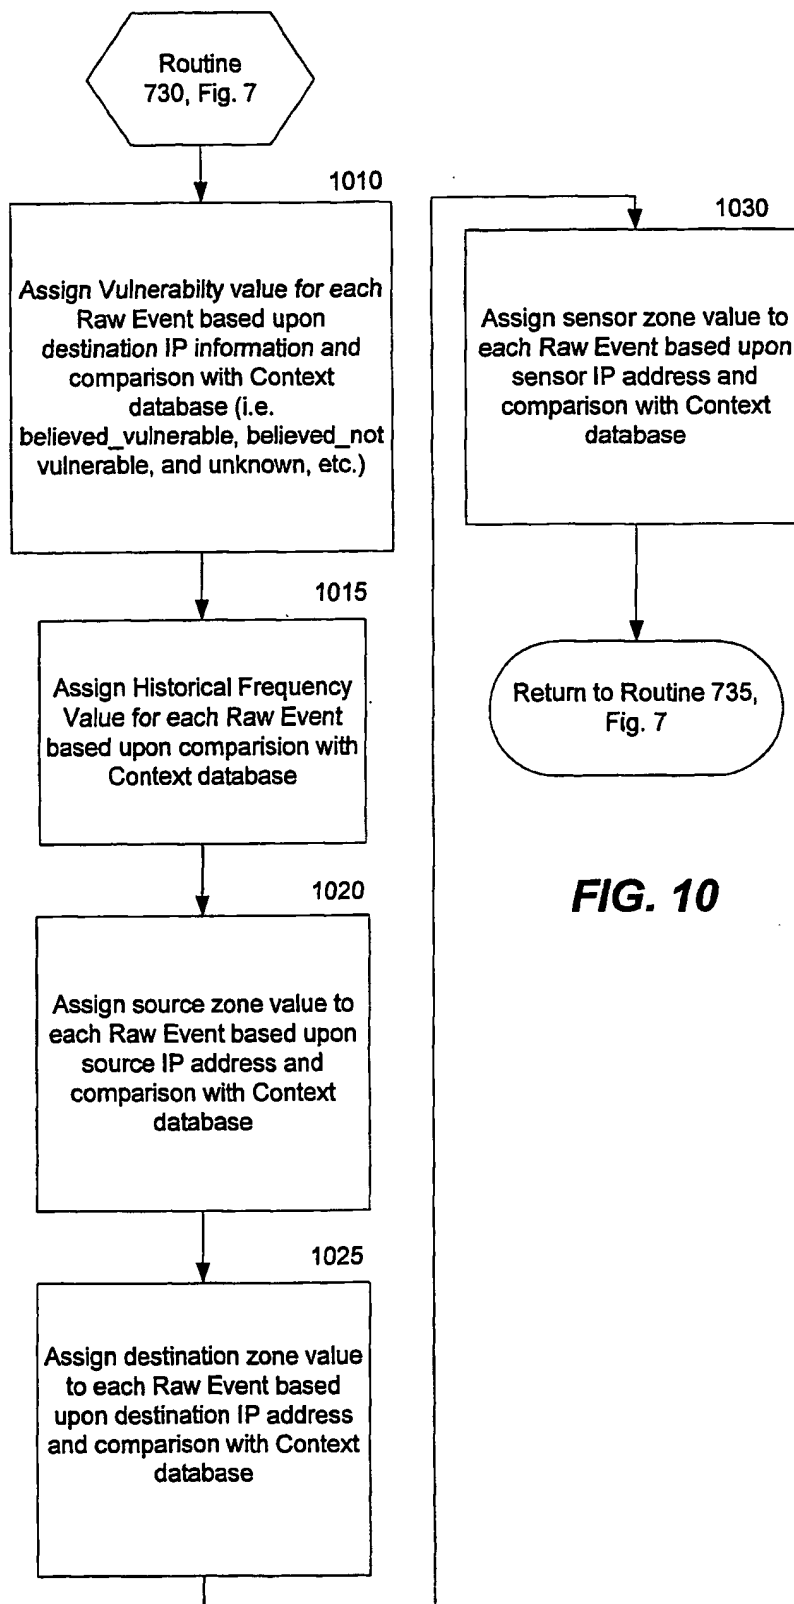 Routine
730, Fig. 7
1010
Assign Vulnerabilty value for each
Raw Event based upon
destination IP information and
comparison with Context
database (i.e.
believed_vulnerable, believed_not
vulnerable, and unknown, etc.)
1015
Assign Historical Frequency
Value for each Raw Event
based upon comparision with
Context database
1020
Assign source zone value to
each Raw Event based upon
source IP address and
comparison with Context
database
1025
Assign destination zone value
to each Raw Event based
upon destination IP address
and comparison with Context
database
1030
Assign sensor zone value to
each Raw Event based upon
sensor IP address and
comparison with Context
database
Return to Routine 735,
Fig. 7
FIG. 10